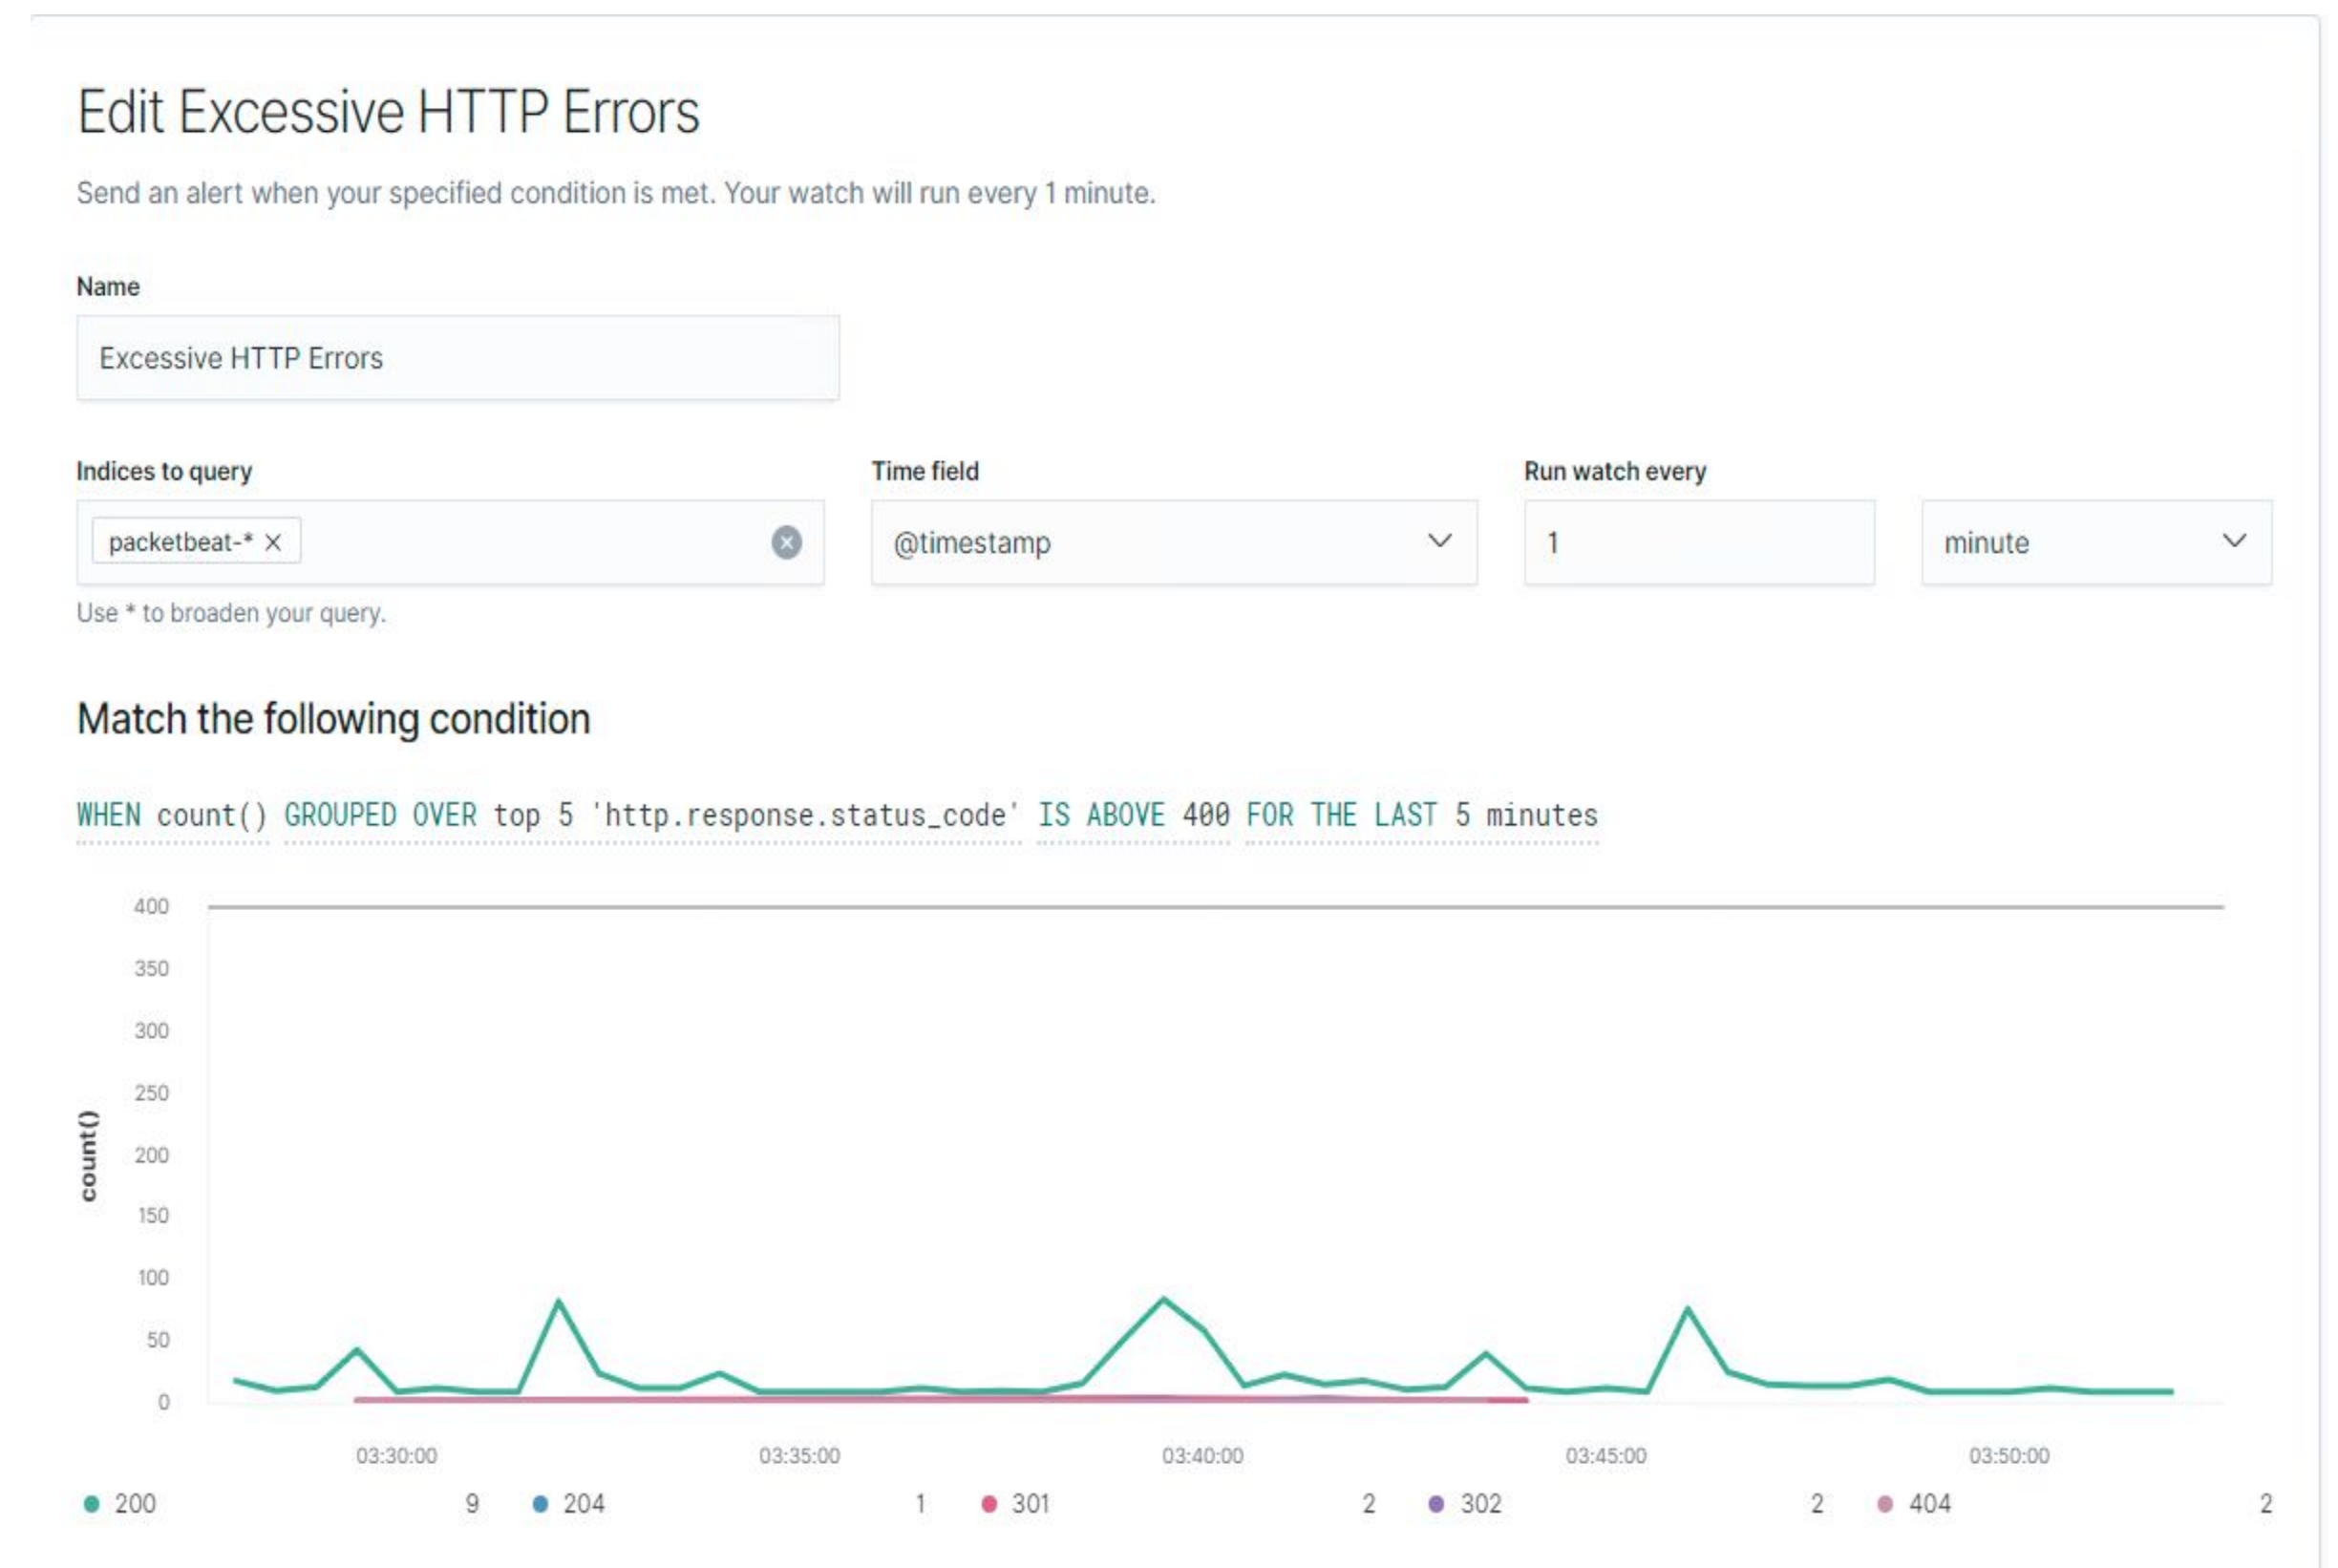 Edit Excessive HTTP Errors
Send an alert when your specified condition is met. Your watch will run every 1 minute.
Name
Excessive HTTP Errors
Indices to query
Time field
Run watch every
packetbeat-* ×
@timestamp
1
minute
Use * to broaden your query.
Match the following condition
WHEN count() GROUPED OVER top 5 'http.response.status_code' IS ABOVE 400 FOR THE LAST 5 minutes
400
350
300
250
200
150
100
50
0
count()
03:30:00 03:35:00 03:40:00 03:45:00 03:50:00
200 9 204 1 301 2 302 2 404 2